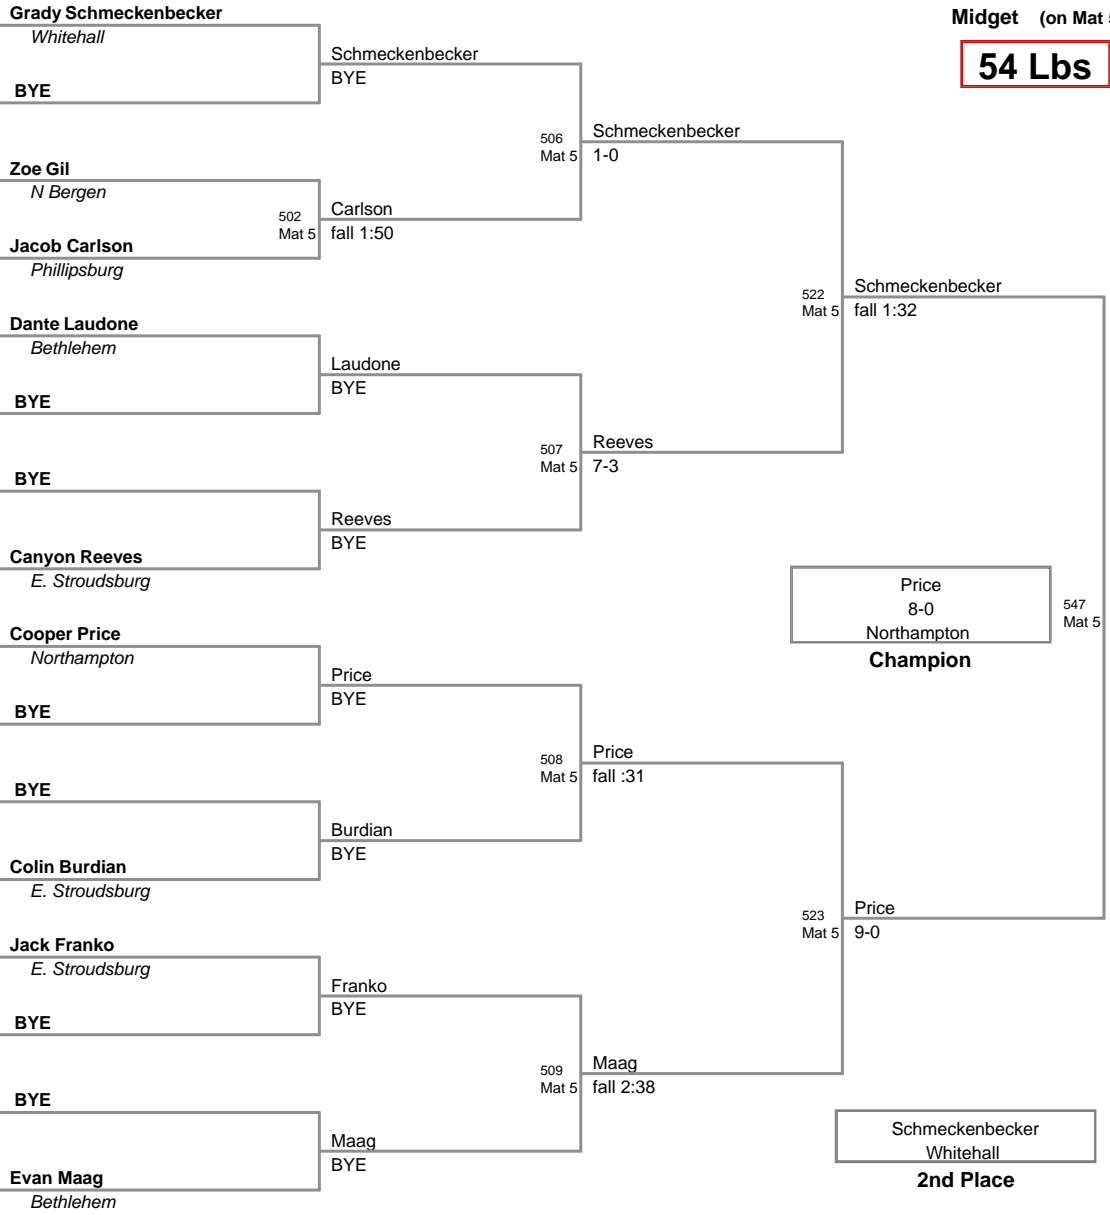 Grady Schmeckenbecker
Whitehall
BYE
Zoe Gil
N Bergen
Jacob Carlson
Phillipsburg
Dante Laudone
Bethlehem
BYE
BYE
Canyon Reeves
E. Stroudsburg
Cooper Price
Northampton
BYE
BYE
Colin Burdian
E. Stroudsburg
Jack Franko
E. Stroudsburg
BYE
BYE
Evan Maag
Bethlehem
Schmeckenbecker
BYE
502
Mat 5
Carlson
fall 1:50
Laudone
BYE
Reeves
BYE
Price
BYE
Burdian
BYE
Franko
BYE
Maag
BYE
506
Mat 5
Schmeckenbecker
1-0
507
Mat 5
Reeves
7-3
508
Mat 5
Price
fall :31
509
Mat 5
Maag
fall 2:38
522
Mat 5
Schmeckenbecker
fall 1:32
523
Mat 5
Price
9-0
Midget (on Mat 5
54 Lbs
Price
8-0
Northampton
Champion
547
Mat 5
Schmeckenbecker
Whitehall
2nd Place